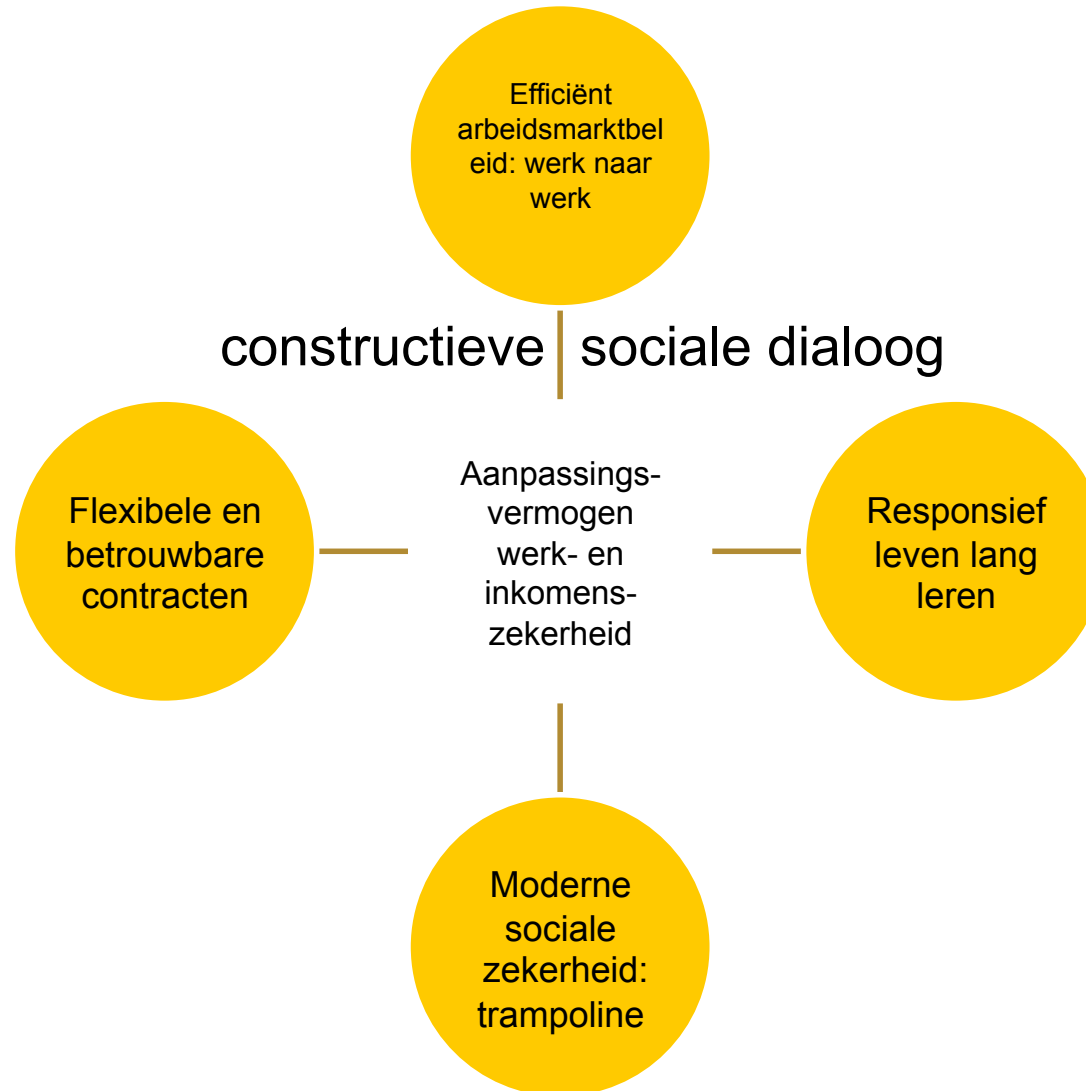 Efficiënt
arbeidsmarktbel
eid: werk naar
werk
constructieve sociale dialoog
Flexibele en
betrouwbare
contracten
Aanpassings-
vermogen
werk- en
inkomens-
zekerheid
Responsief
leven lang
leren
Moderne
sociale
zekerheid:
trampoline